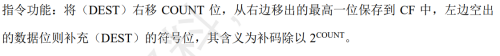 指令功能：将（DEST）右移 COUNT 位，从右边移出的最高一位保存到 CF 中，左边空出
的数据位则补充（DEST）的符号位，其含义为补码除以 2^COUNT。